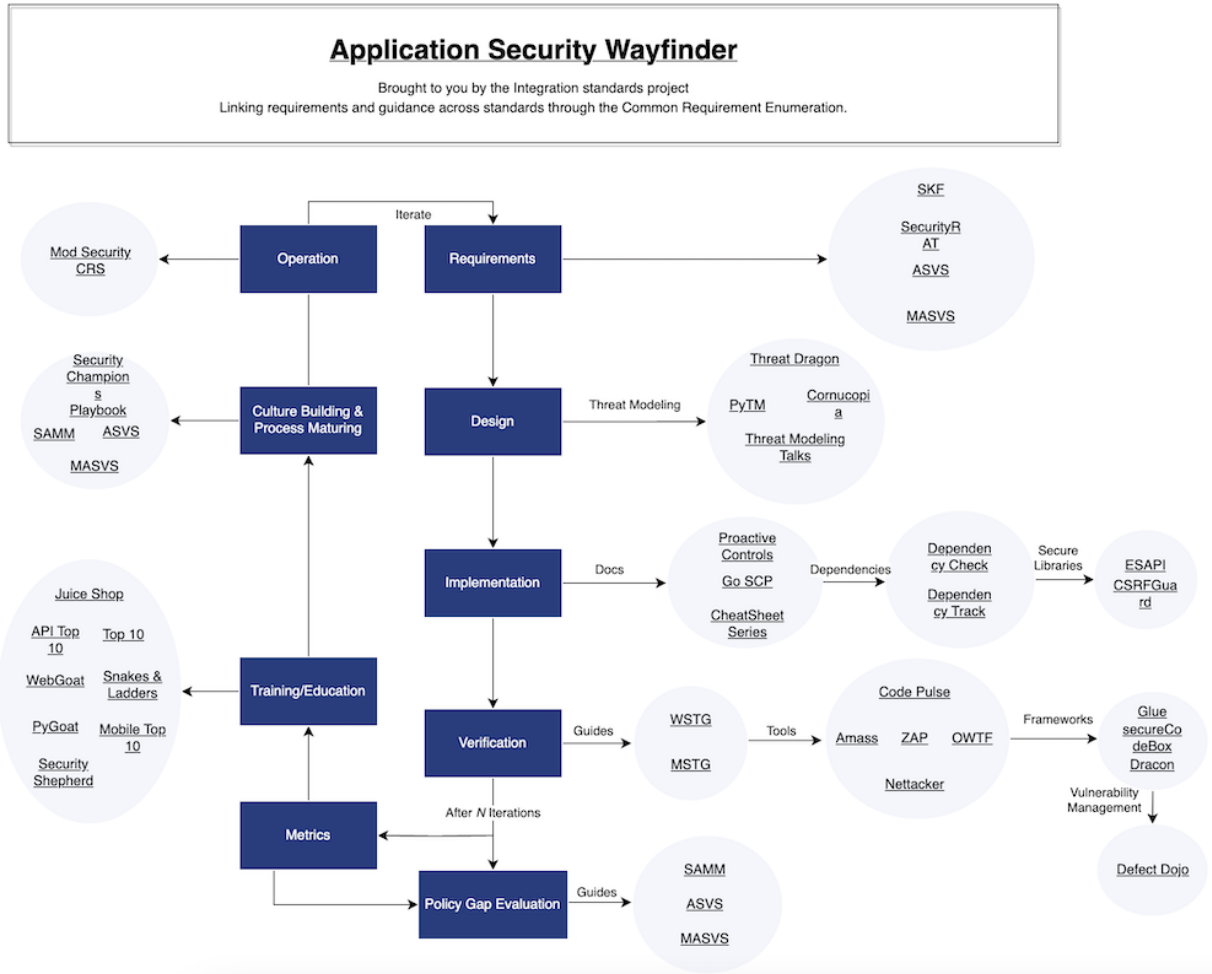 Application Security Wayfinder
Brought to you by the Integration standards project
Linking requirements and guidance across standards through the Common Requirement Enumeration.
Iterate
Operation
Requirements
Mod Security
CRS
SKF
SecurityR
AT
ASVS
MASVS
Culture Building &
Process Maturing
Security
Champion
s
Playbook
SAMM
ASVS
MASVS
Design
Threat Modeling
Threat Dragon
PyTM
Cornucopi
a
Threat Modeling
Talks
Implementation
Docs
Proactive
Controls
Go SCP
CheatSheet
Series
Dependencies
Dependen
cy Check
Dependen
cy Track
Secure
Libraries
ESAPI
CSRFGua
rd
Training/Education
Juice Shop
API Top
10
Top 10
WebGoat
Snakes &
Ladders
PyGoat
Mobile Top
10
Security
Shepherd
Verification
Guides
WSTG
MSTG
Tools
Code Pulse
Amass
ZAP
OWTF
Nettacker
Frameworks
Glue
secureCo
deBox
Dracon
Vulnerability
Management
Defect Dojo
After N Iterations
Metrics
Policy Gap Evaluation
Guides
SAMM
ASVS
MASVS